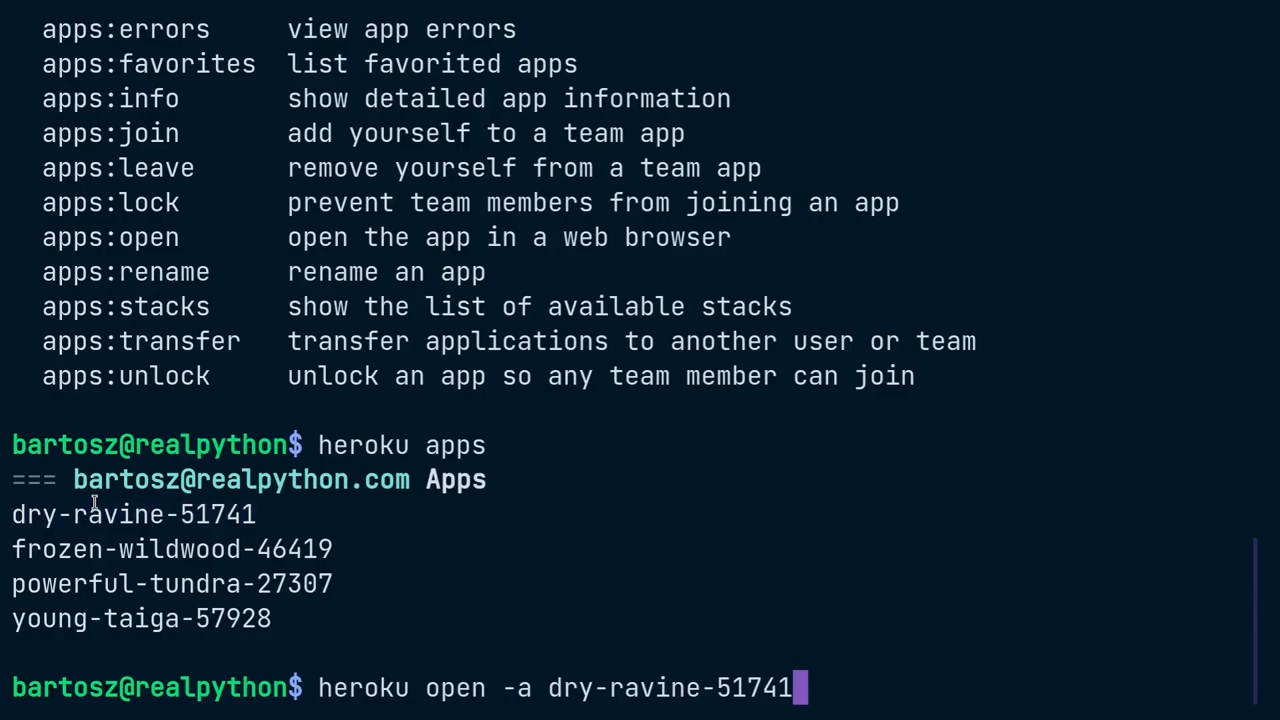 apps:errors view app errors
apps:favorites list favorited apps
apps:info show detailed app information
apps:join add yourself to a team app
apps:leave remove yourself from a team app
apps:lock prevent team members from joining an app
apps:open open the app in a web browser
apps:rename rename an app
apps:stacks show the list of available stacks
apps:transfer transfer applications to another user or team
apps:unlock unlock an app so any team member can join
bartosz@realpython$ heroku apps
=== bartosz@realpython.com Apps
dry-ravine-51741
frozen-wildwood-46419
powerful-tundra-27307
young-taiga-57928
bartosz@realpython$ heroku open -a dry-ravine-51741